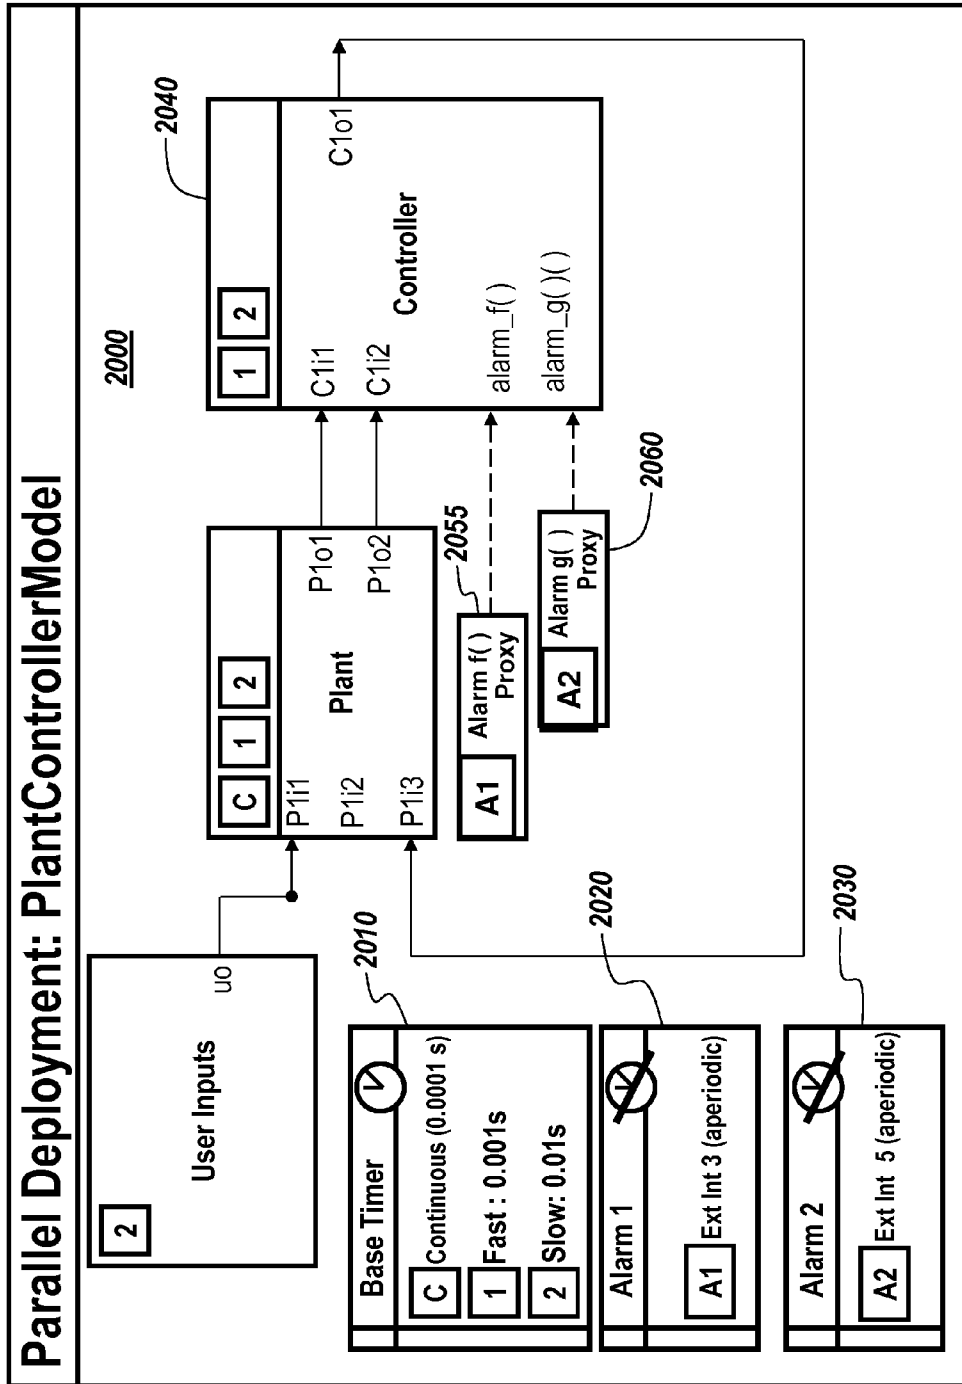 Parallel Deployment: PlantControllerModel
2000
2
User Inputs
uo
C
1
2
P1i1
P1i2
P1i3
Plant
P1o1
P1o2
1
2
2040
C1i1
C1i2
C1o1
Controller
alarm_f( )
alarm_g( )( )
A1
Alarm f( )
Proxy
2055
A2
Alarm g( )
Proxy
2060
Base Timer
2010
C Continuous (0.0001 s)
1 Fast : 0.001s
2 Slow: 0.01s
Alarm 1
2020
A1 Ext Int 3 (aperiodic)
Alarm 2
2030
A2 Ext Int 5 (aperiodic)